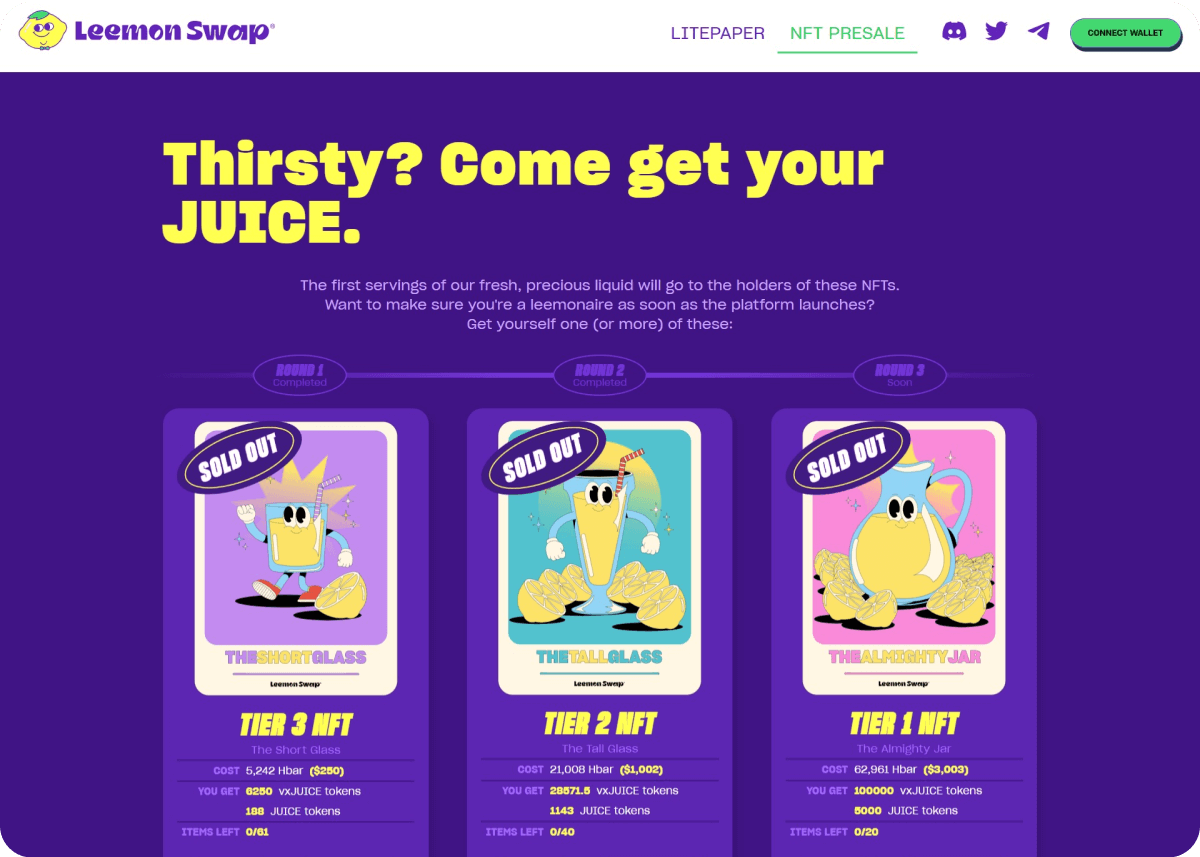 Leemon Swap®
LITEPAPER
NFT PRESALE
CONNECT WALLET
Thirsty? Come get your
JUICE.
The first servings of our fresh, precious liquid will go to the holders of these NFTs.
Want to make sure you're a leemonaire as soon as the platform launches?
Get yourself one (or more) of these:
ROUND 1
Completed
ROUND 2
Completed
ROUND 3
Soon
SOLD OUT
THESHORTGLASS
Leemon Swap
TIER 3 NFT
The Short Glass
COST 5,242 Hbar ($250)
YOU GET 6250 vxJUICE tokens
188 JUICE tokens
ITEMS LEFT 0/61
SOLD OUT
THETALLGLASS
Leemon Swap
TIER 2 NFT
The Tall Glass
COST 21,008 Hbar ($1,002)
YOU GET 28571.5 vxJUICE tokens
1143 JUICE tokens
ITEMS LEFT 0/40
SOLD OUT
THEALMIGHTYJAR
Leemon Swap
TIER 1 NFT
The Almighty Jar
COST 62,961 Hbar ($3,003)
YOU GET 100000 vxJUICE tokens
5000 JUICE tokens
ITEMS LEFT 0/20